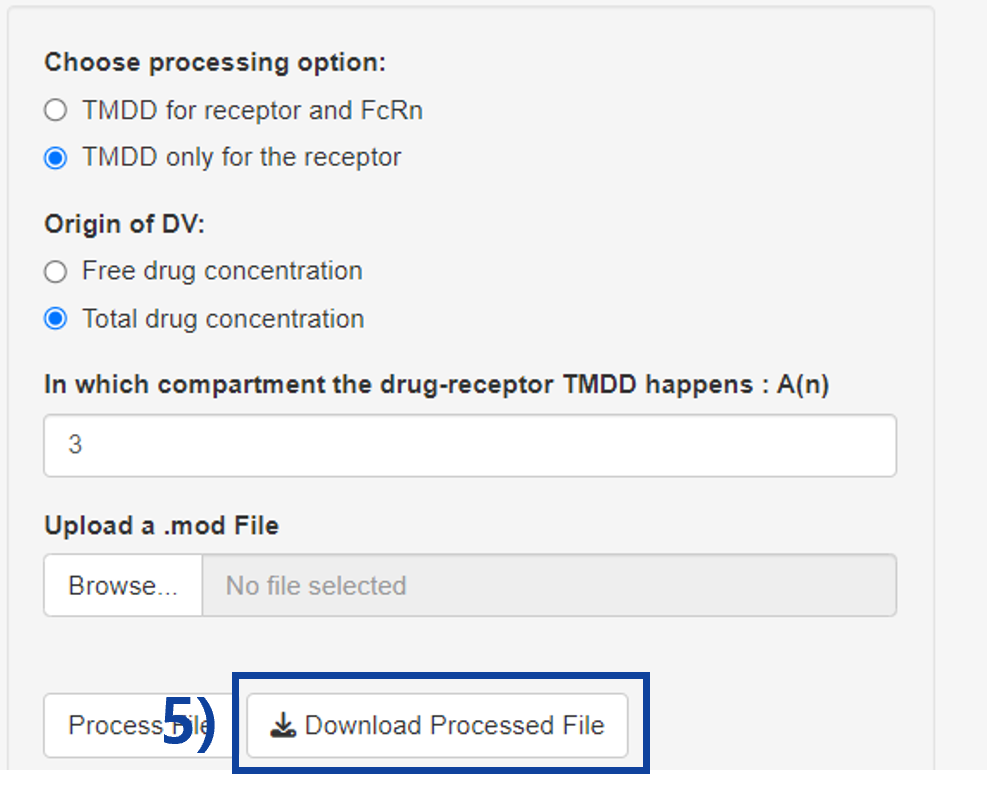 Choose processing option:
TMDD for receptor and FcRn
TMDD only for the receptor
Origin of DV:
Free drug concentration
Total drug concentration
In which compartment the drug-receptor TMDD happens : A(n)
3
Upload a .mod File
Browse... No file selected
Process File 5) Download Processed File